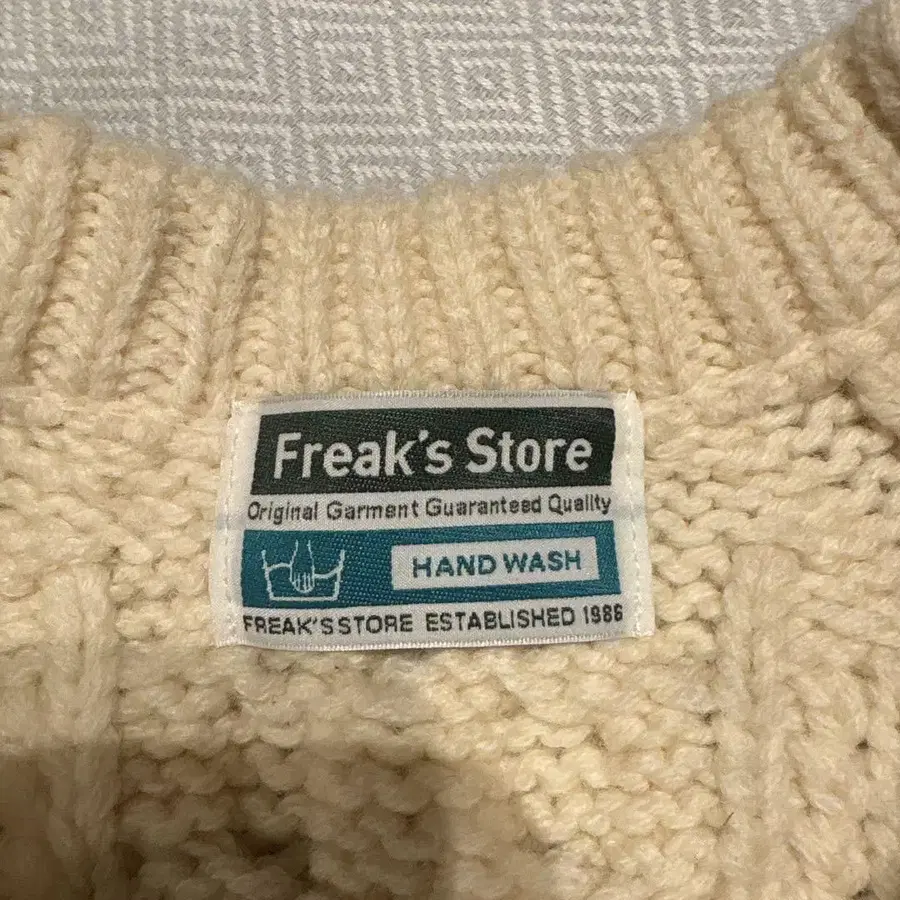 Freak's Store
Original Garment Guaranteed Quality
HAND WASH
FREAK'S STORE ESTABLISHED 1986